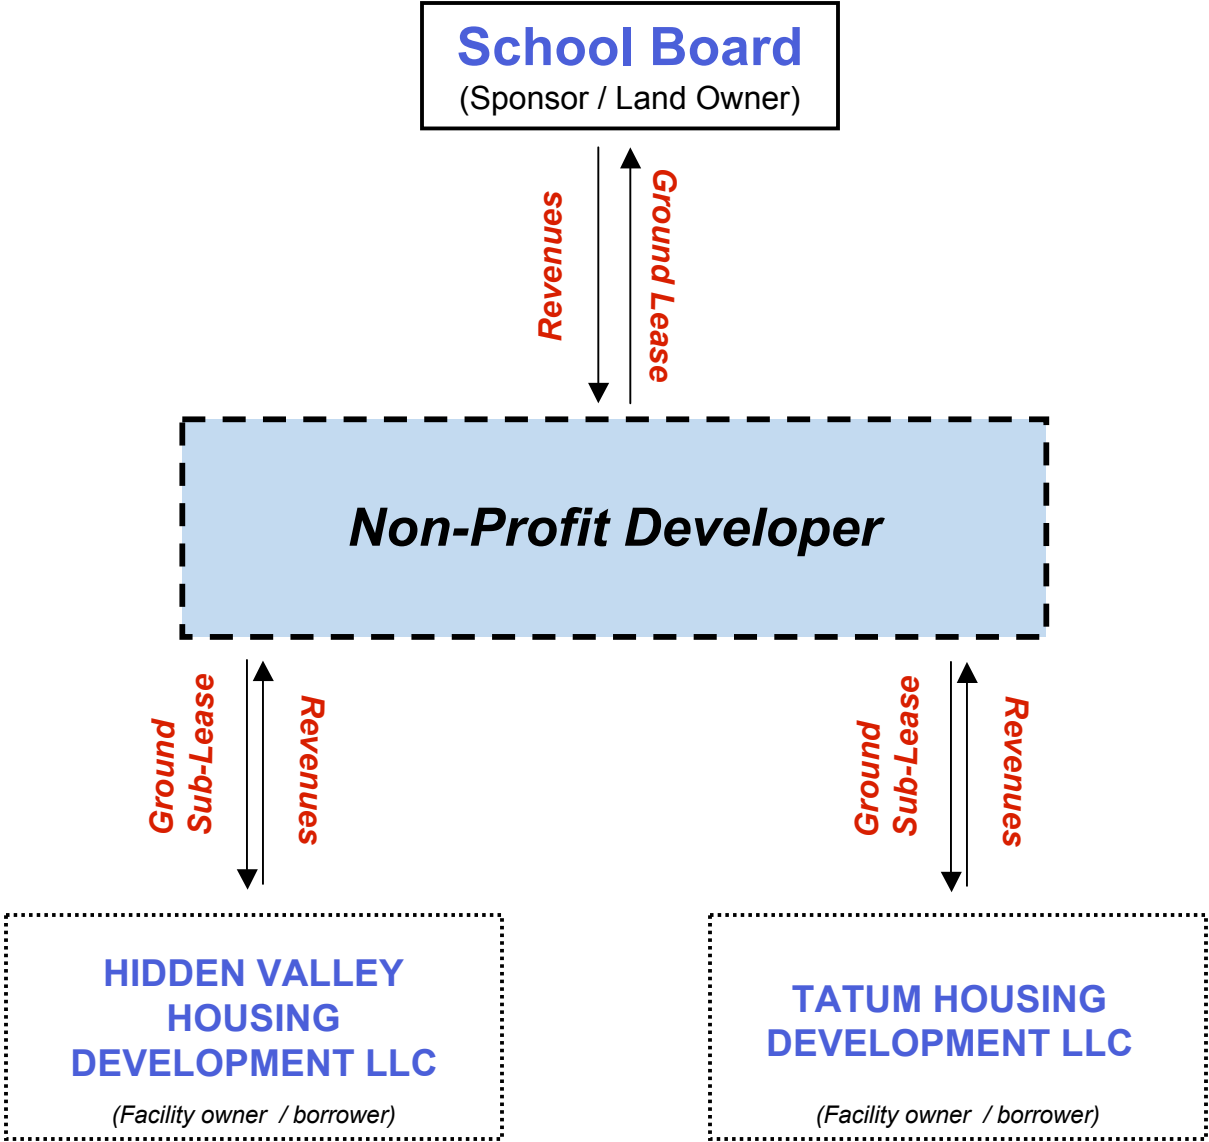 School Board
(Sponsor / Land Owner)
Revenues
Ground Lease
Non-Profit Developer
Ground
Sub-Lease
Revenues
Ground
Sub-Lease
Revenues
HIDDEN VALLEY
HOUSING
DEVELOPMENT LLC
(Facility owner / borrower)
TATUM HOUSING
DEVELOPMENT LLC
(Facility owner / borrower)